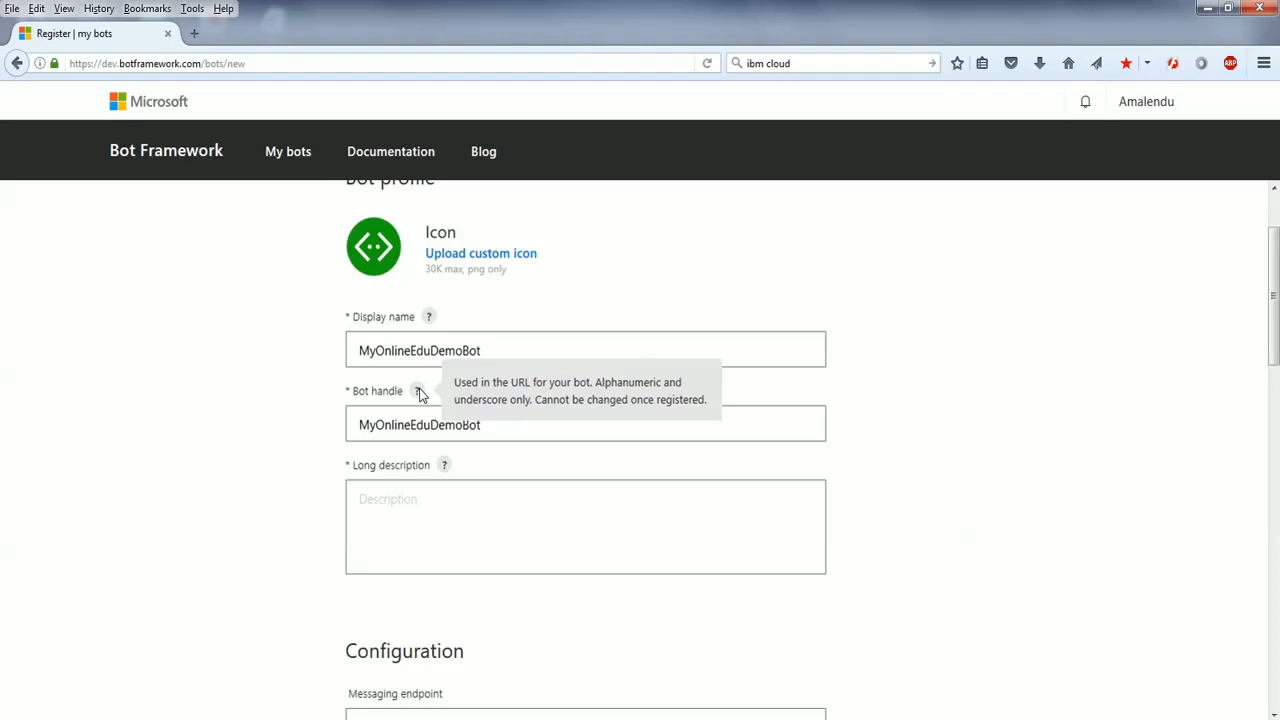 File Edit View History Bookmarks Tools Help
Register | my bots
https://dev.botframework.com/bots/new
ibm cloud
ABP
Microsoft
Amalendu
Bot Framework My bots Documentation Blog
Bot profile
Icon
Upload custom icon
30K max, png only
* Display name ?
MyOnlineEduDemoBot
* Bot handle ?
Used in the URL for your bot. Alphanumeric and
underscore only. Cannot be changed once registered.
MyOnlineEduDemoBot
* Long description ?
Description
Configuration
Messaging endpoint